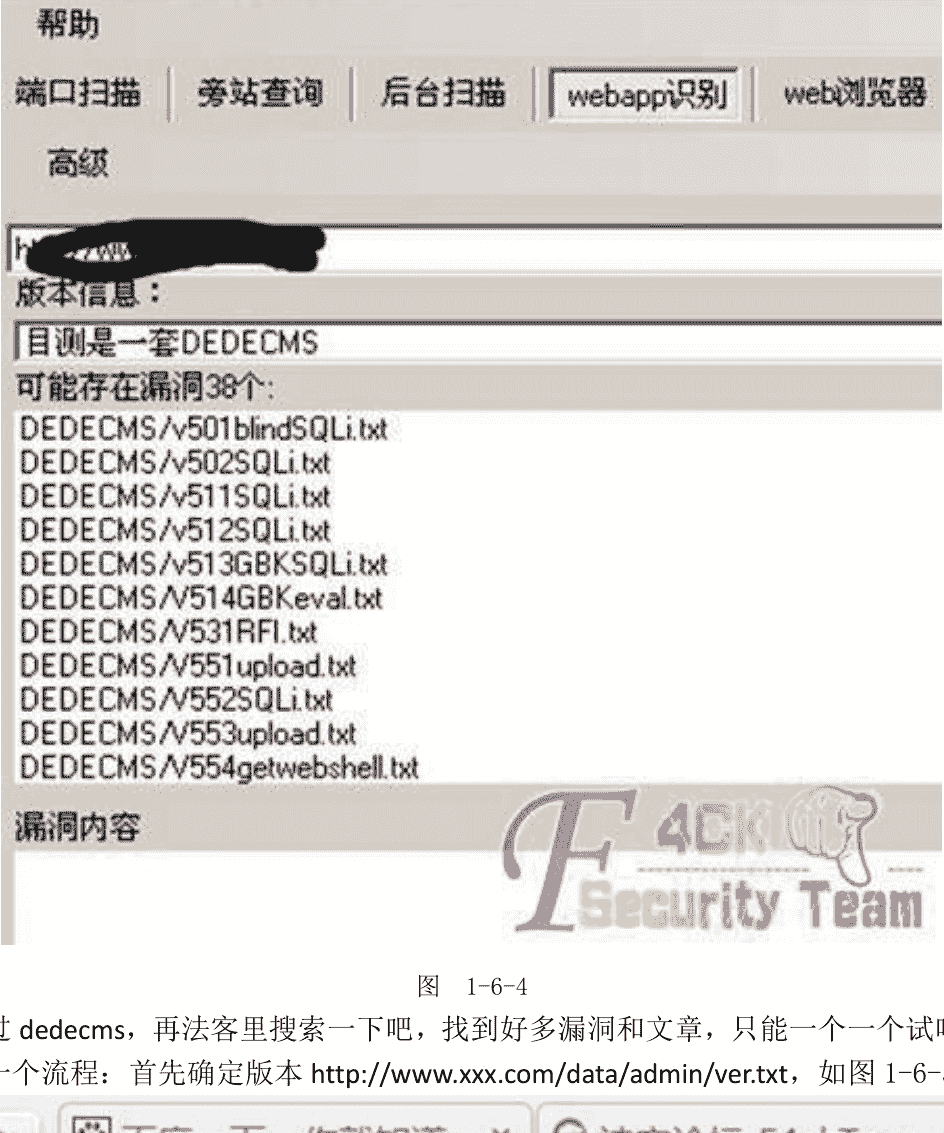 帮助
端口扫描 旁站查询 后台扫描 webapp识别 web浏览器
高级
版本信息：
目测是一套DEDECMS
可能存在漏洞38个:
DEDECMS/v501blindSQLi.txt
DEDECMS/v502SQLi.txt
DEDECMS/v511SQLi.txt
DEDECMS/v512SQLi.txt
DEDECMS/v513GBKSQLi.txt
DEDECMS/V514GBKeval.txt
DEDECMS/V531RFI.txt
DEDECMS/V551upload.txt
DEDECMS/V552SQLi.txt
DEDECMS/V553upload.txt
DEDECMS/V554getwebshell.txt
漏洞内容
F4CK
Security Team
图 1-6-4
过 dedecms，再法客里搜索一下吧，找到好多漏洞和文章，只能一个一个试吧
一个流程：首先确定版本 http://www.xxx.com/data/admin/ver.txt，如图 1-6-